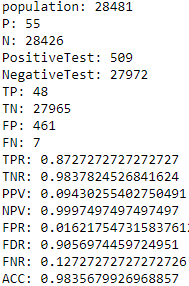 population: 28481
P: 55
N: 28426
PositiveTest: 509
NegativeTest: 27972
TP: 48
TN: 27965
FP: 461
FN: 7
TPR: 0.8727272727272727
TNR: 0.9837824526841624
PPV: 0.09430255402750491
NPV: 0.9997497497497497
FPR: 0.016217547315837612
FDR: 0.9056974459724951
FNR: 0.12727272727272726
ACC: 0.9835679926968857